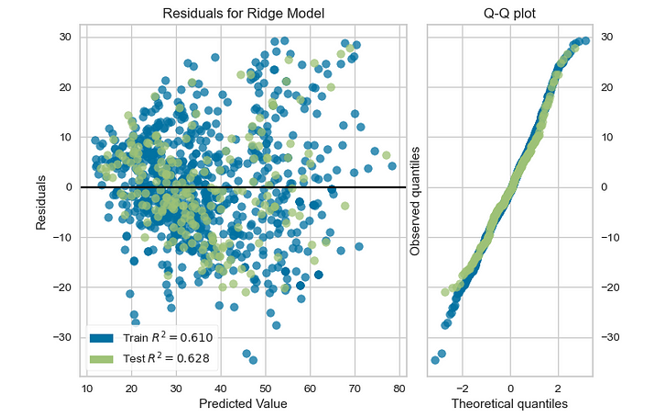 Residuals for Ridge Model
Q-Q plot
30
20
10
0
−10
−20
−30
Residuals
Train R² = 0.610
Test R² = 0.628
10 20 30 40 50 60 70 80
Predicted Value
Observed quantiles
30
20
10
0
−10
−20
−30
−2 0 2
Theoretical quantiles